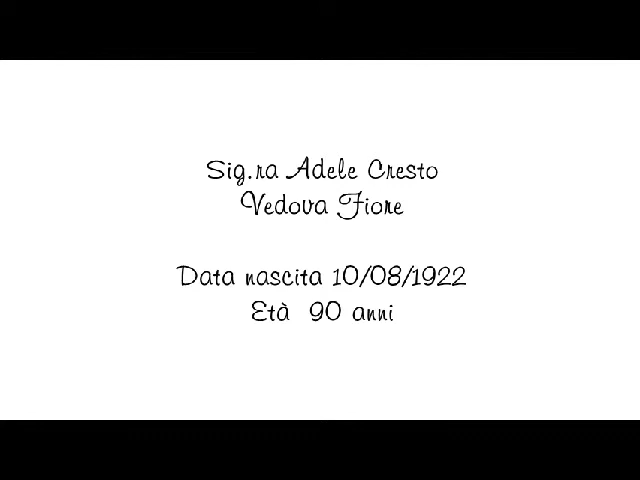 Sig.ra Adele Cresto
Vedova Fiore
Data nascita 10/08/1922
Età 90 anni